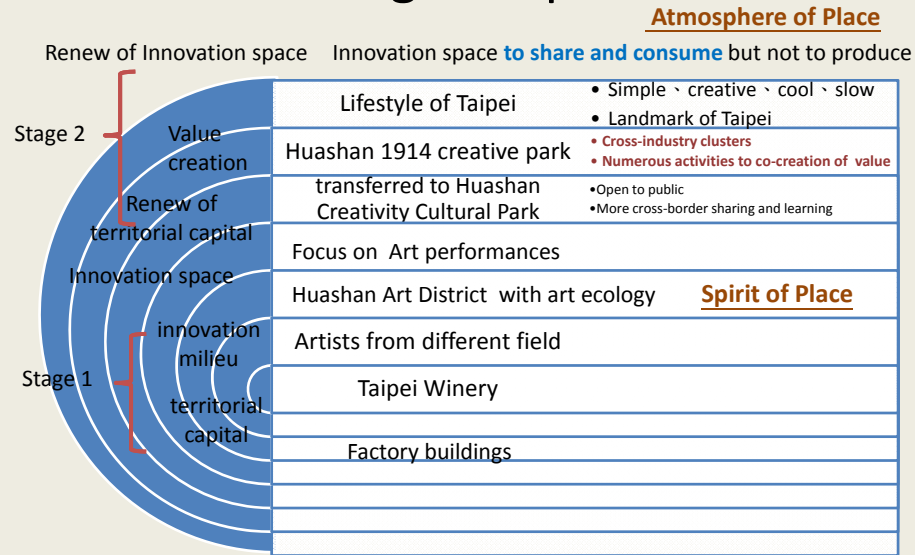 Atmosphere of Place
Renew of Innovation space
Innovation space to share and consume but not to produce
Stage 2
Value
creation
Renew of
territorial capital
Innovation space
innovation
milieu
Stage 1
territorial
capital
Lifestyle of Taipei
• Simple、creative、cool、slow
• Landmark of Taipei
Huashan 1914 creative park
• Cross-industry clusters
• Numerous activities to co-creation of value
transferred to Huashan
Creativity Cultural Park
•Open to public
•More cross-border sharing and learning
Focus on Art performances
Huashan Art District with art ecology
Spirit of Place
Artists from different field
Taipei Winery
Factory buildings